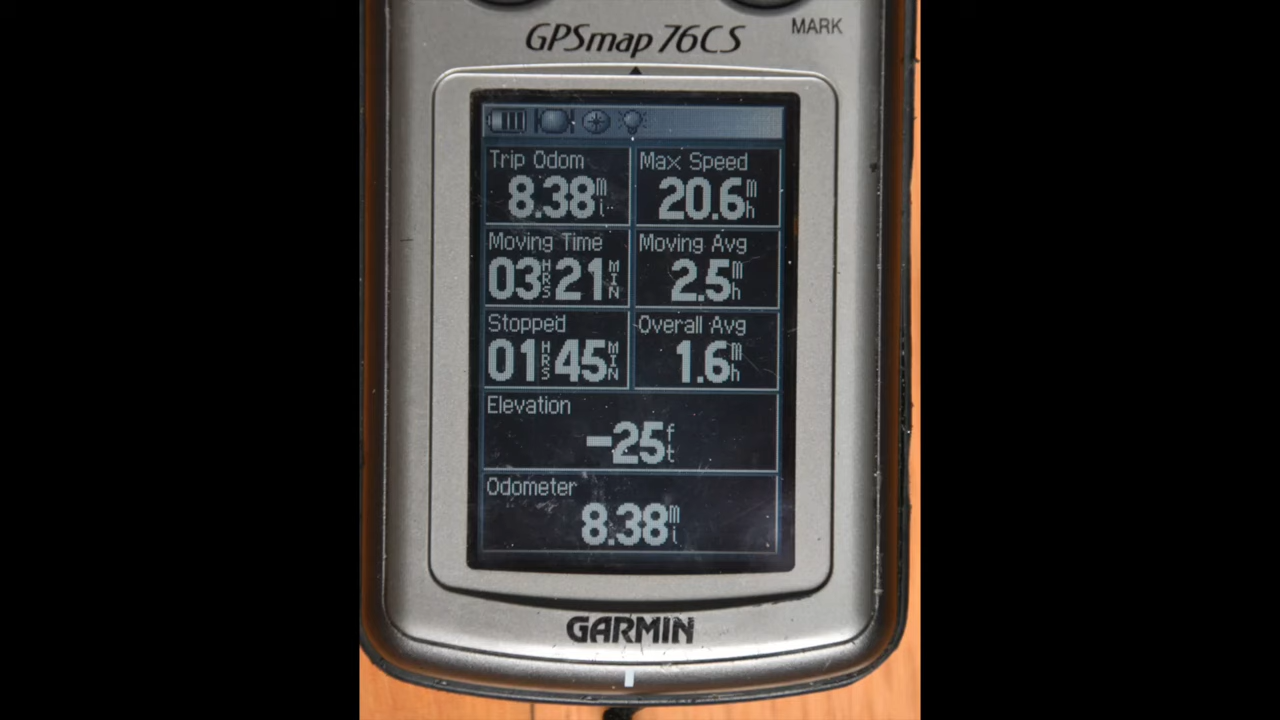 GPSmap 76CS
MARK
Trip Odom
8.38 mi
Max Speed
20.6 mh
Moving Time
03 HRS 21 MIN
Moving Avg
2.5 mh
Stopped
01 HRS 45 MIN
Overall Avg
1.6 mh
Elevation
-25 ft
Odometer
8.38 mi
GARMIN